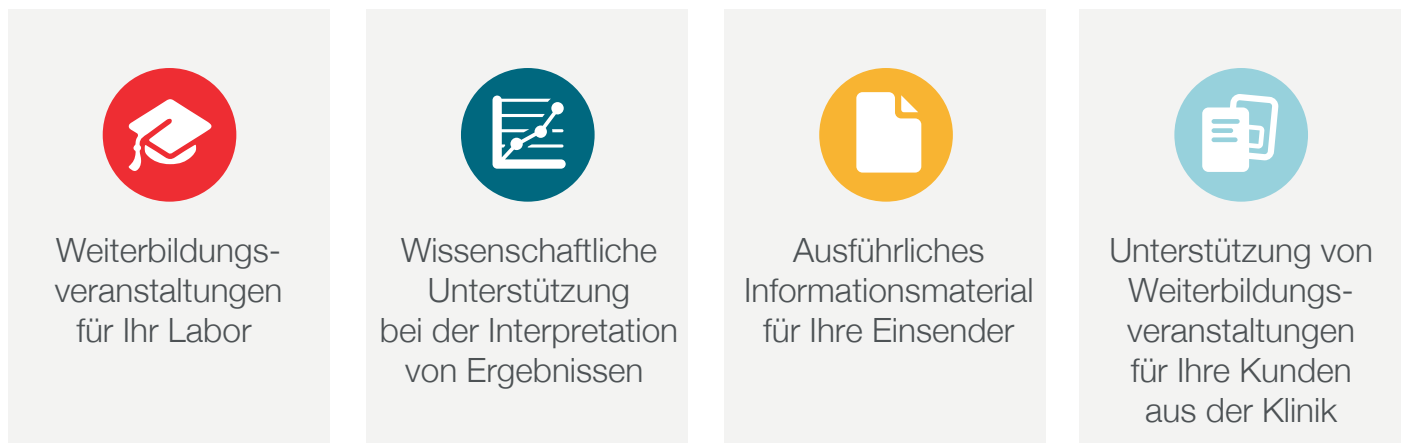 Weiterbildungs-
veranstaltungen
für Ihr Labor
Wissenschaftliche
Unterstützung
bei der Interpretation
von Ergebnissen
Ausführliches
Informationsmaterial
für Ihre Einsender
Unterstützung von
Weiterbildungs-
veranstaltungen
für Ihre Kunden
aus der Klinik